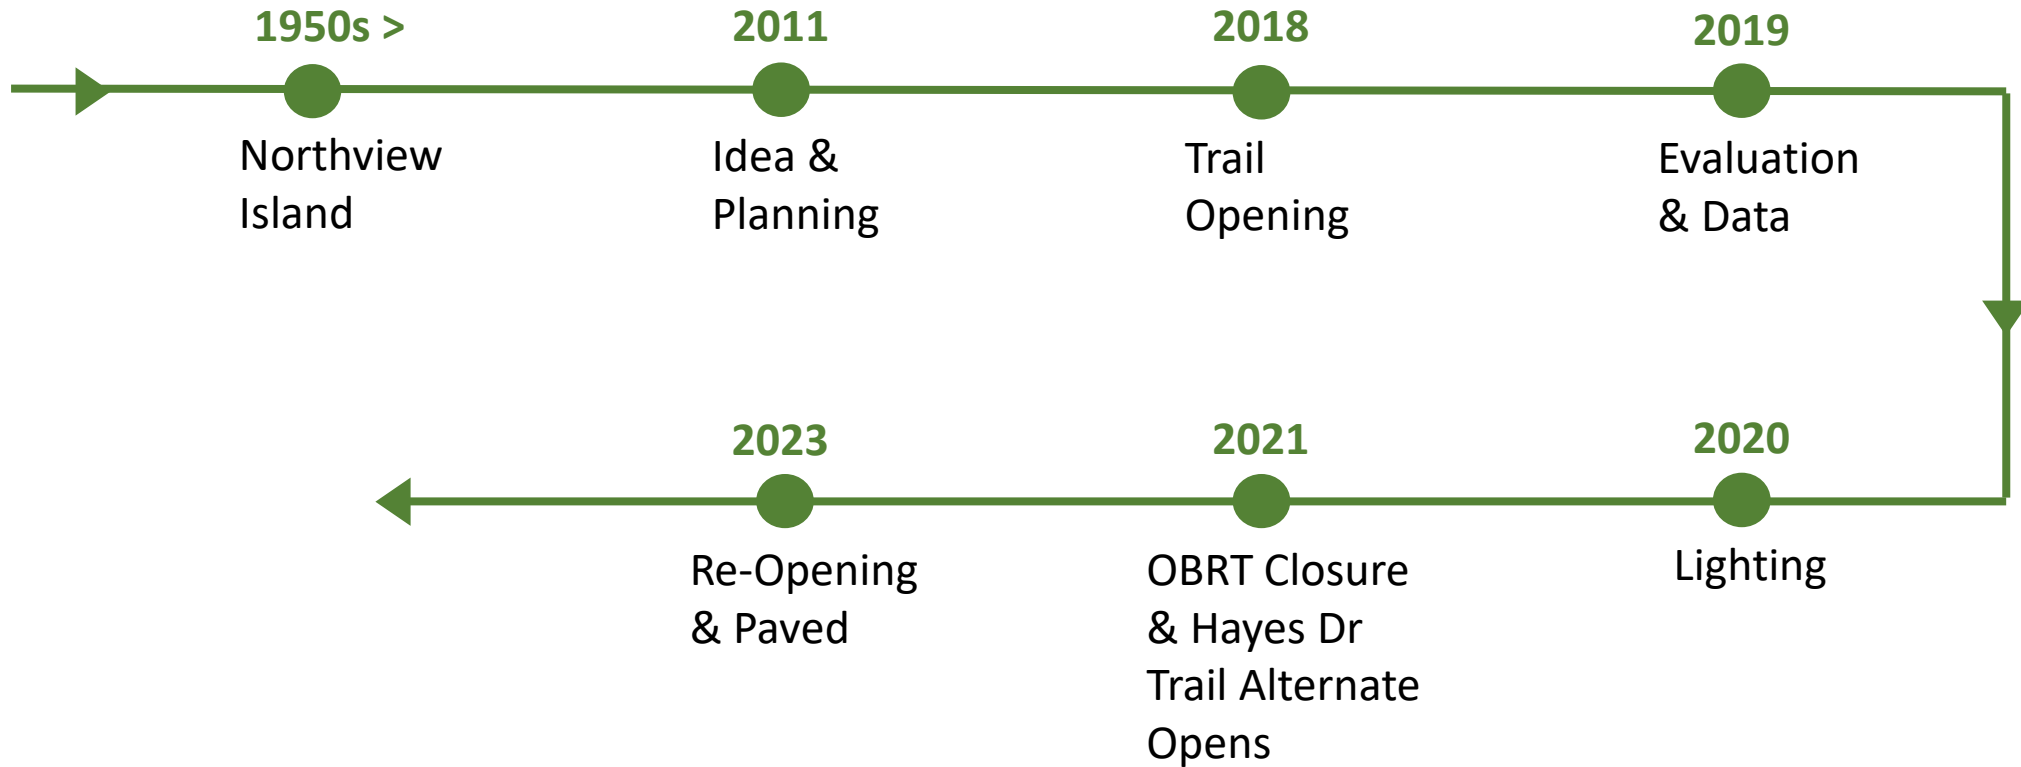 1950s >
Northview
Island
2011
Idea &
Planning
2018
Trail
Opening
2019
Evaluation
& Data
2020
Lighting
2021
OBRT Closure
& Hayes Dr
Trail Alternate
Opens
2023
Re-Opening
& Paved